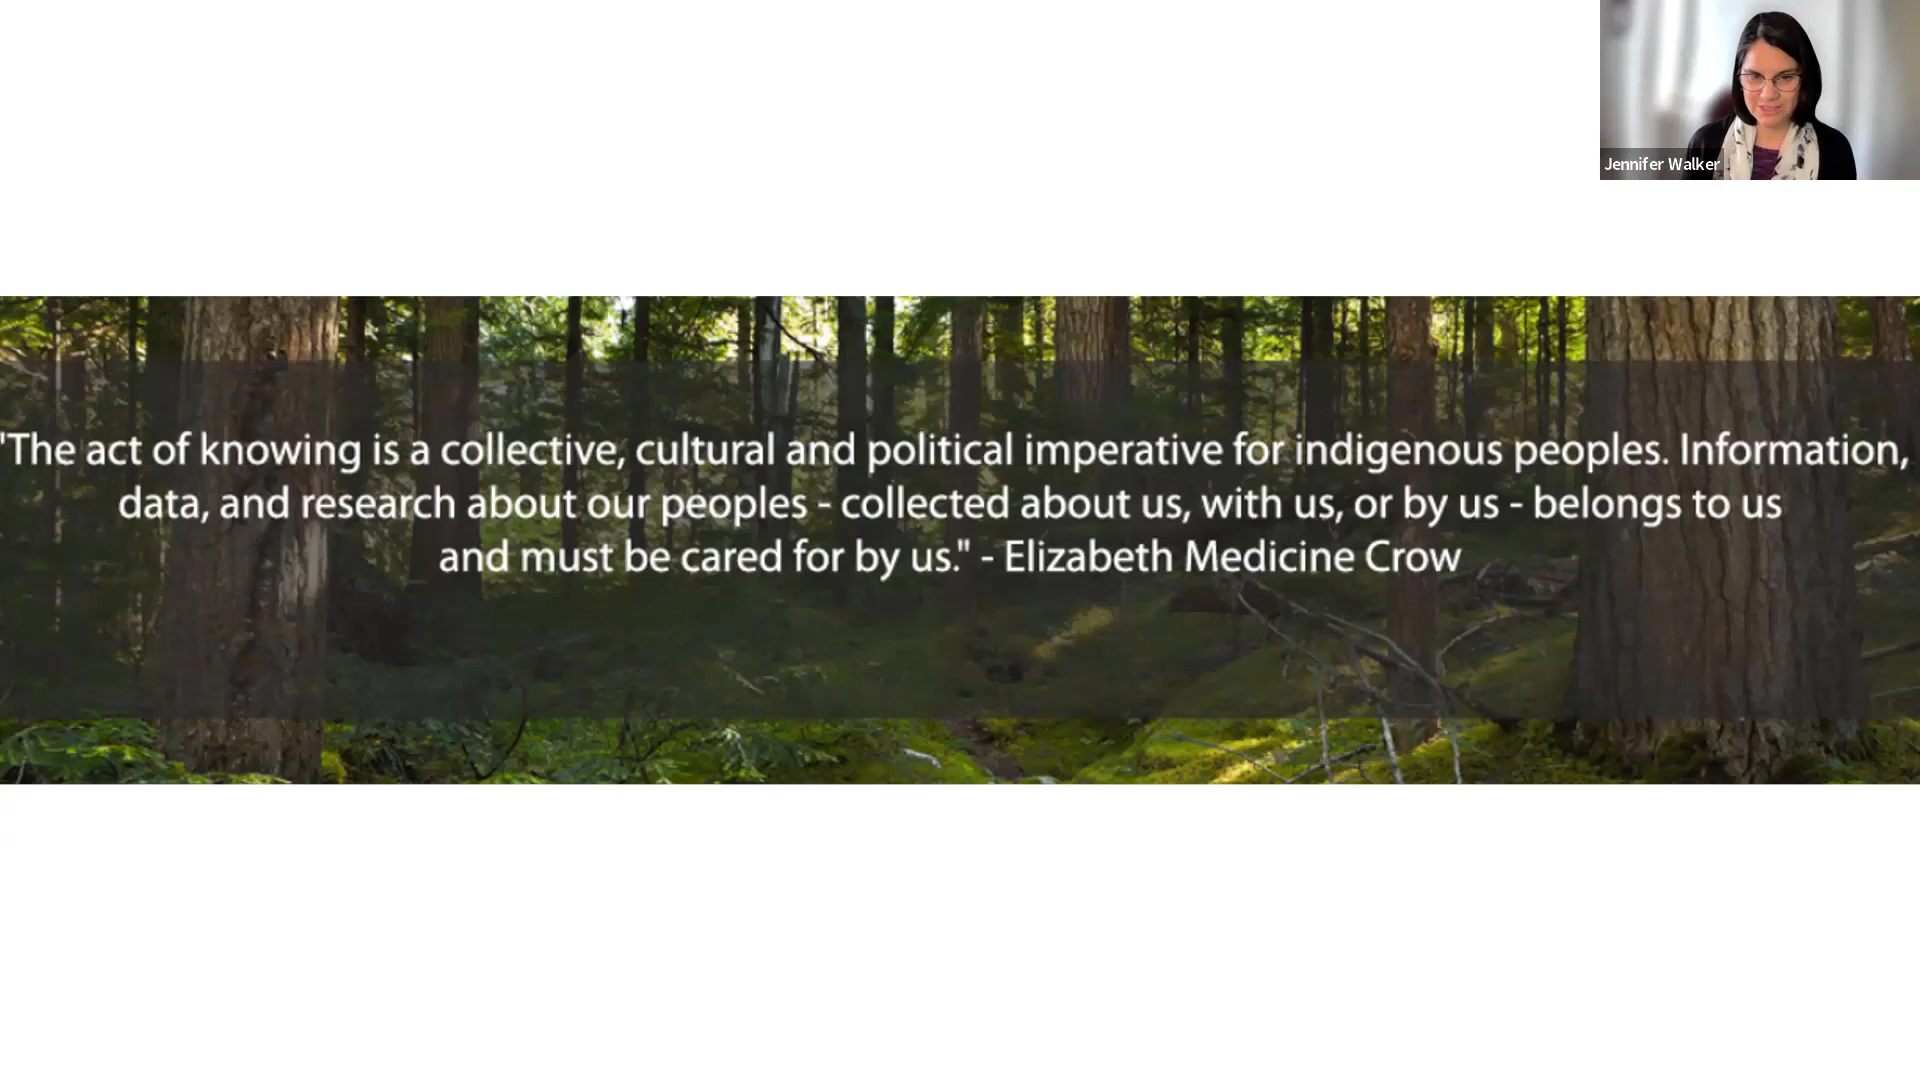 Jennifer Walker
"The act of knowing is a collective, cultural and political imperative for indigenous peoples. Information,
data, and research about our peoples - collected about us, with us, or by us - belongs to us
and must be cared for by us." - Elizabeth Medicine Crow